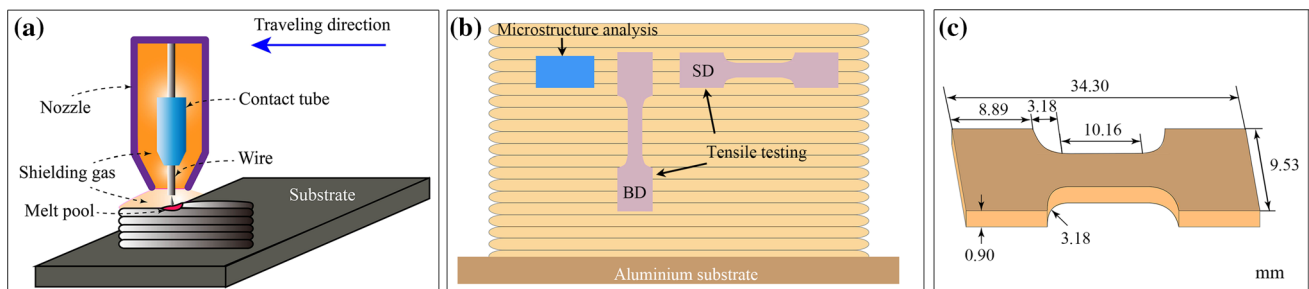 (a)
Traveling direction
Nozzle
Contact tube
Wire
Shielding gas
Melt pool
Substrate
(b)
Microstructure analysis
SD
Tensile testing
BD
Aluminium substrate
(c)
34.30
8.89
3.18
10.16
9.53
3.18
0.90
mm